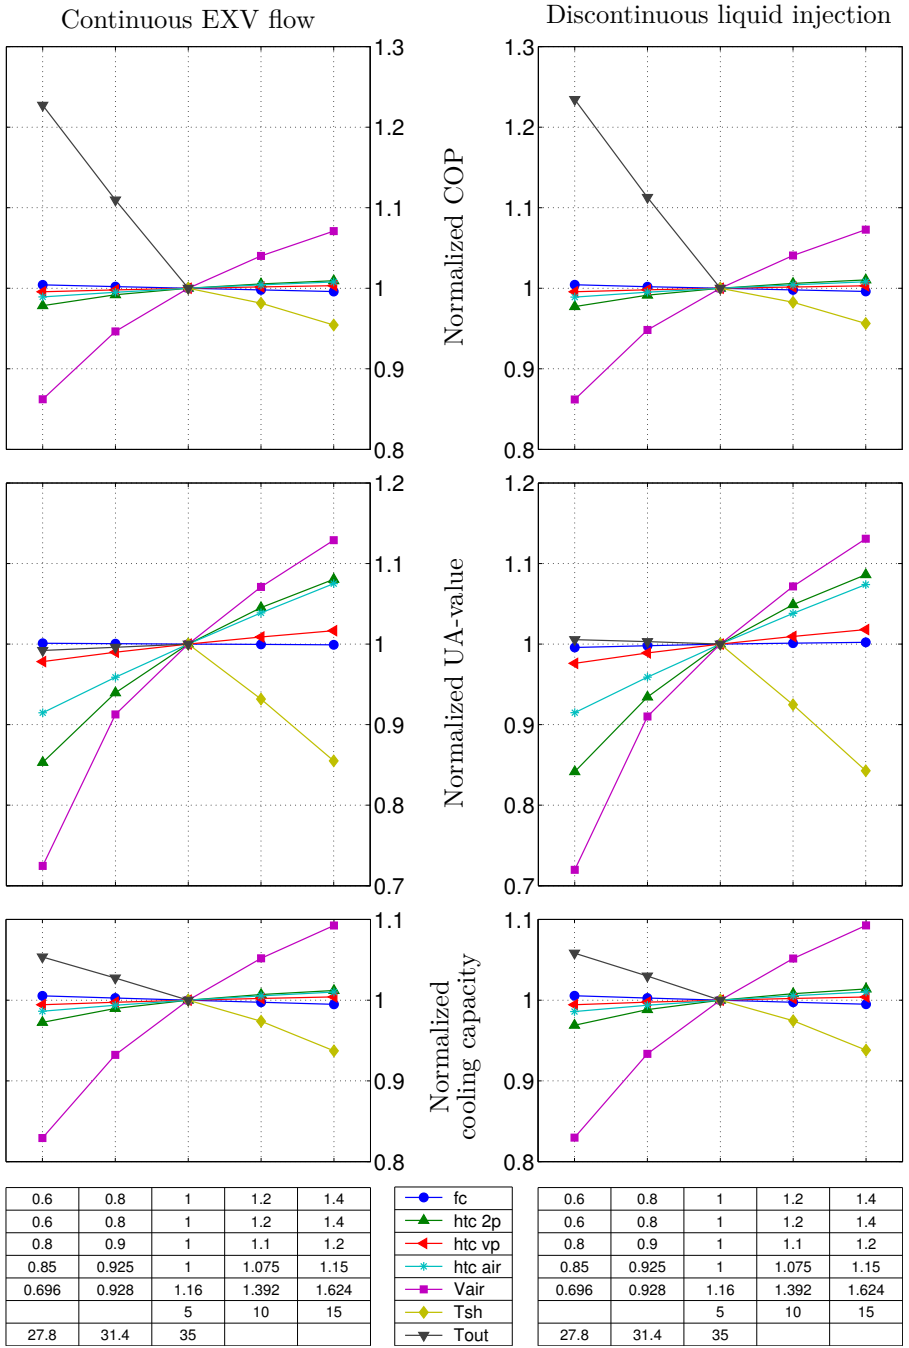 Continuous EXV flow
Discontinuous liquid injection
1.3
1.2
1.1
1
0.9
0.8
Normalized COP
1.3
1.2
1.1
1
0.9
0.8
1.2
1.1
1
0.9
0.8
0.7
Normalized UA-value
1.2
1.1
1
0.9
0.8
0.7
1.1
1
0.9
0.8
Normalized
cooling capacity
1.1
1
0.9
0.8
0.6 0.8 1 1.2 1.4
0.6 0.8 1 1.2 1.4
0.8 0.9 1 1.1 1.2
0.85 0.925 1 1.075 1.15
0.696 0.928 1.16 1.392 1.624
5 10 15
27.8 31.4 35
fc
htc 2p
htc vp
htc air
Vair
Tsh
Tout
0.6 0.8 1 1.2 1.4
0.6 0.8 1 1.2 1.4
0.8 0.9 1 1.1 1.2
0.85 0.925 1 1.075 1.15
0.696 0.928 1.16 1.392 1.624
5 10 15
27.8 31.4 35